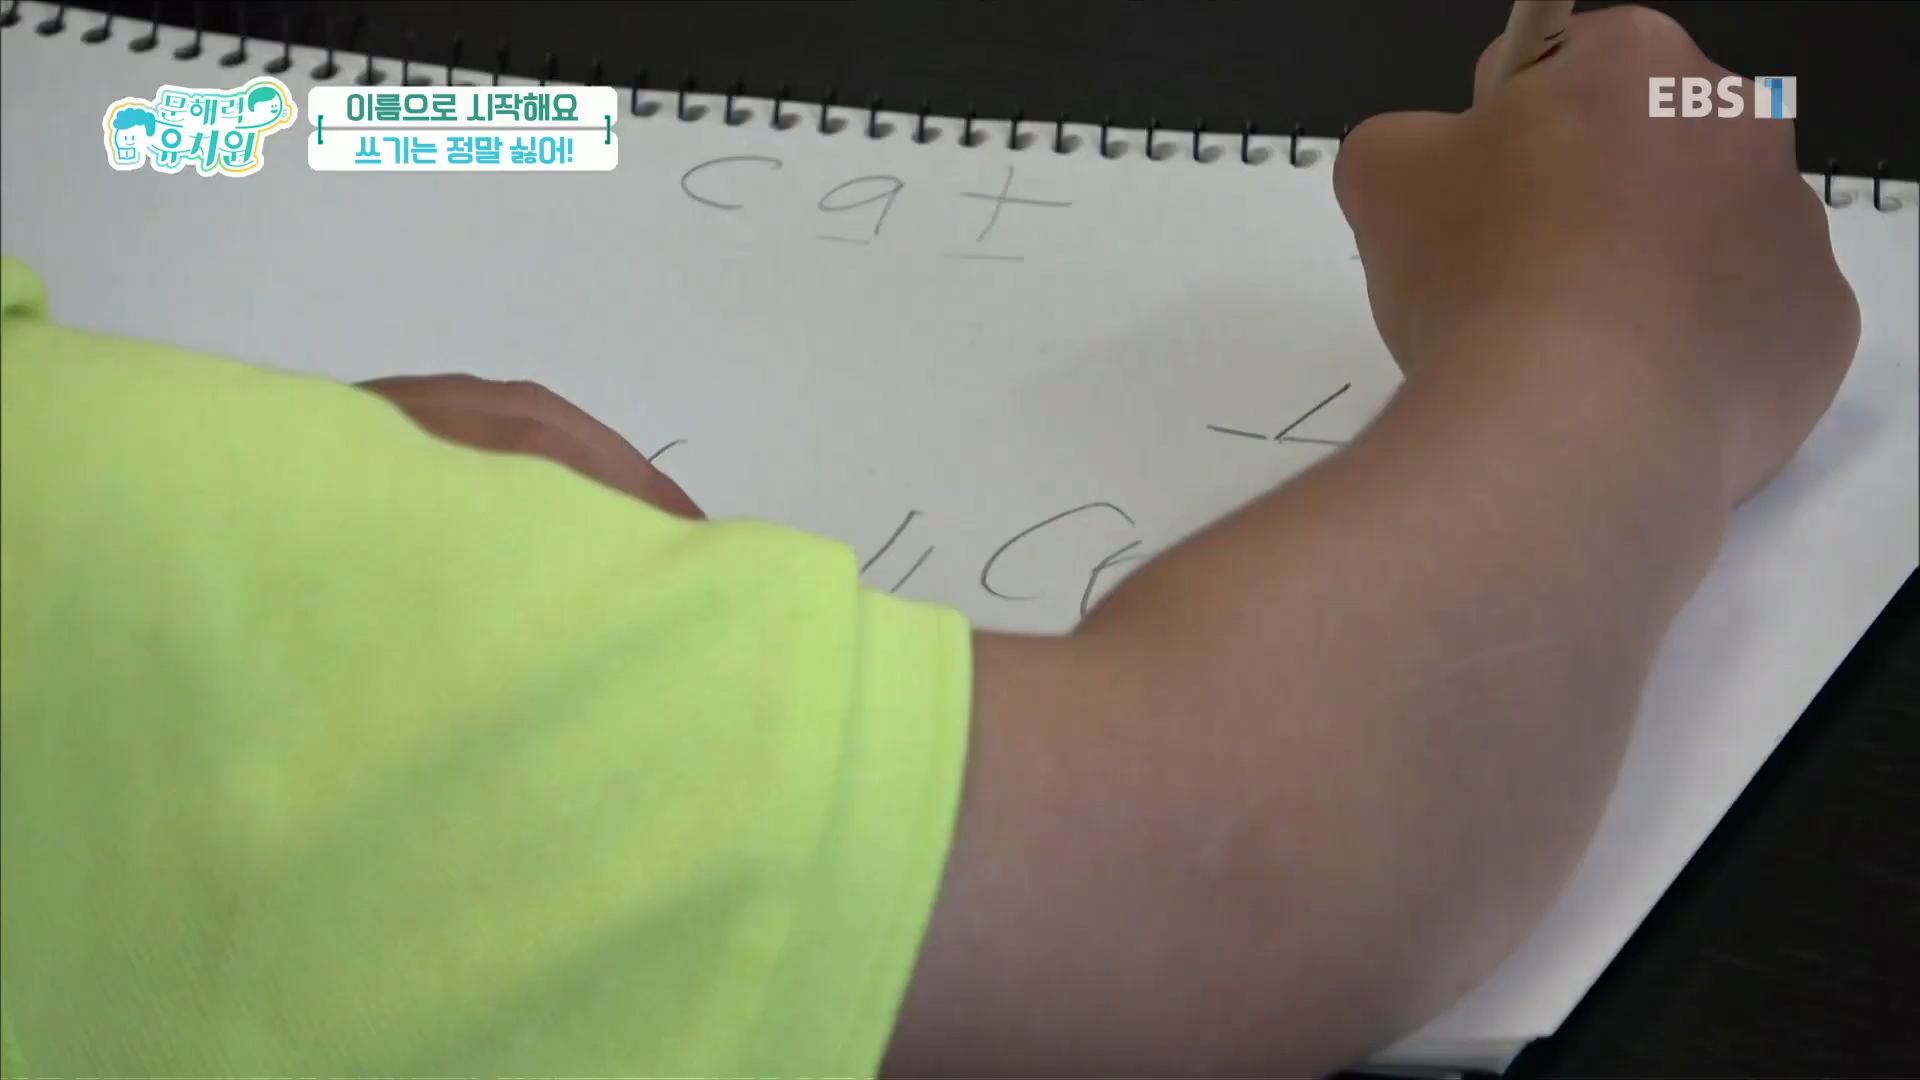 문해력
유치원
이름으로 시작해요
쓰기는 정말 싫어!
EBS 1
cat